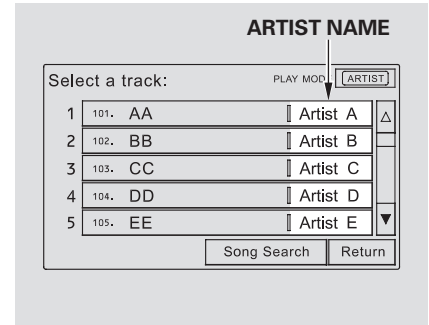 ARTIST NAME
Select a track: PLAY MOD ARTIST
1 101. AA Artist A
2 102. BB Artist B
3 103. CC Artist C
4 104. DD Artist D
5 105. EE Artist E
Song Search Return